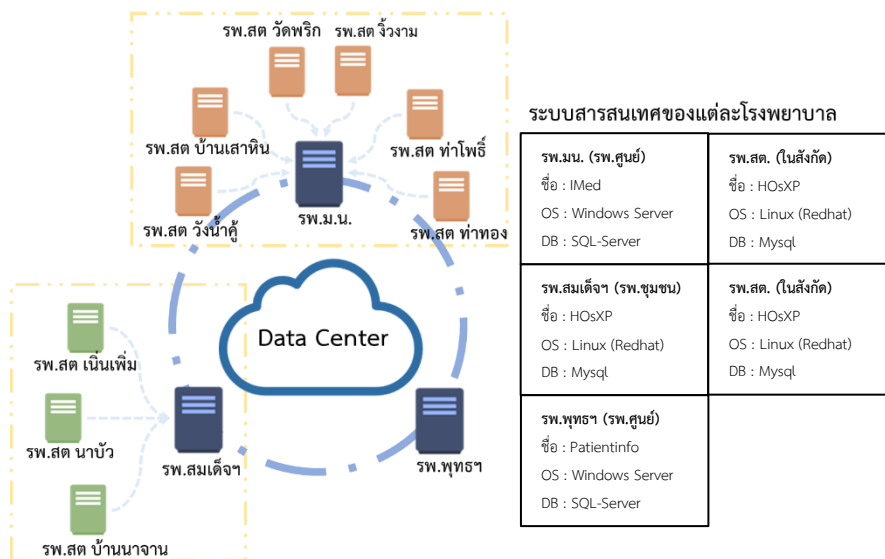 รพ.สต วัดพริก
รพ.สต งิ้วงาม
รพ.สต บ้านเสาหิน
รพ.สต ท่าโพธิ์
รพ.สต วังน้ำคู้
รพ.ม.น.
รพ.สต ท่าทอง
Data Center
รพ.สต เนินเพิ่ม
รพ.สต นาบัว
รพ.สมเด็จฯ
รพ.พุทธฯ
รพ.สต บ้านนาจาน
ระบบสารสนเทศของแต่ละโรงพยาบาล
รพ.มน. (รพ.ศูนย์)
ชื่อ : IMed
OS : Windows Server
DB : SQL-Server
รพ.สต. (ในสังกัด)
ชื่อ : HOsXP
OS : Linux (Redhat)
DB : Mysql
รพ.สมเด็จฯ (รพ.ชุมชน)
ชื่อ : HOsXP
OS : Linux (Redhat)
DB : Mysql
รพ.สต. (ในสังกัด)
ชื่อ : HOsXP
OS : Linux (Redhat)
DB : Mysql
รพ.พุทธฯ (รพ.ศูนย์)
ชื่อ : Patientinfo
OS : Windows Server
DB : SQL-Server